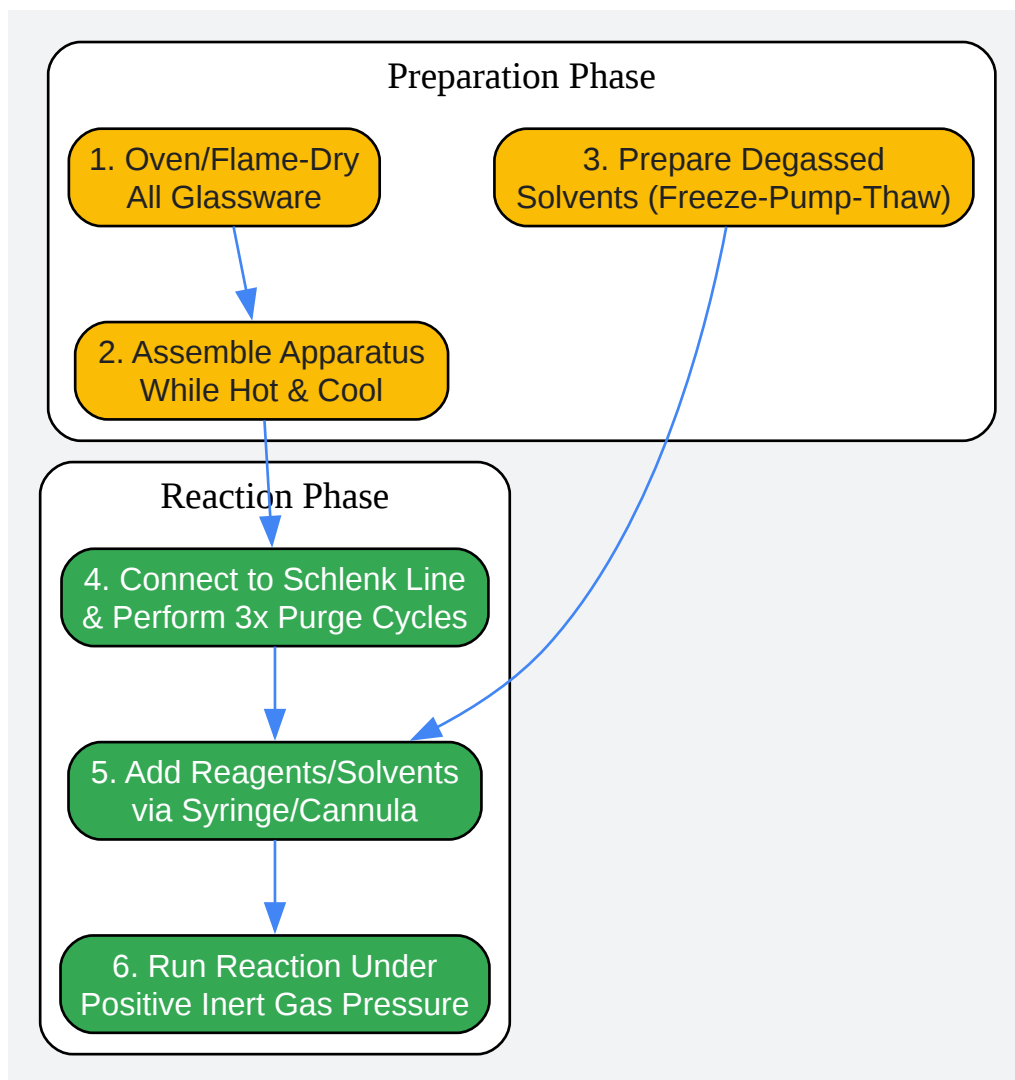 Preparation Phase
1. Oven/Flame-Dry
All Glassware
3. Prepare Degassed
Solvents (Freeze-Pump-Thaw)
2. Assemble Apparatus
While Hot & Cool
Reaction Phase
4. Connect to Schlenk Line
& Perform 3x Purge Cycles
5. Add Reagents/Solvents
via Syringe/Cannula
6. Run Reaction Under
Positive Inert Gas Pressure